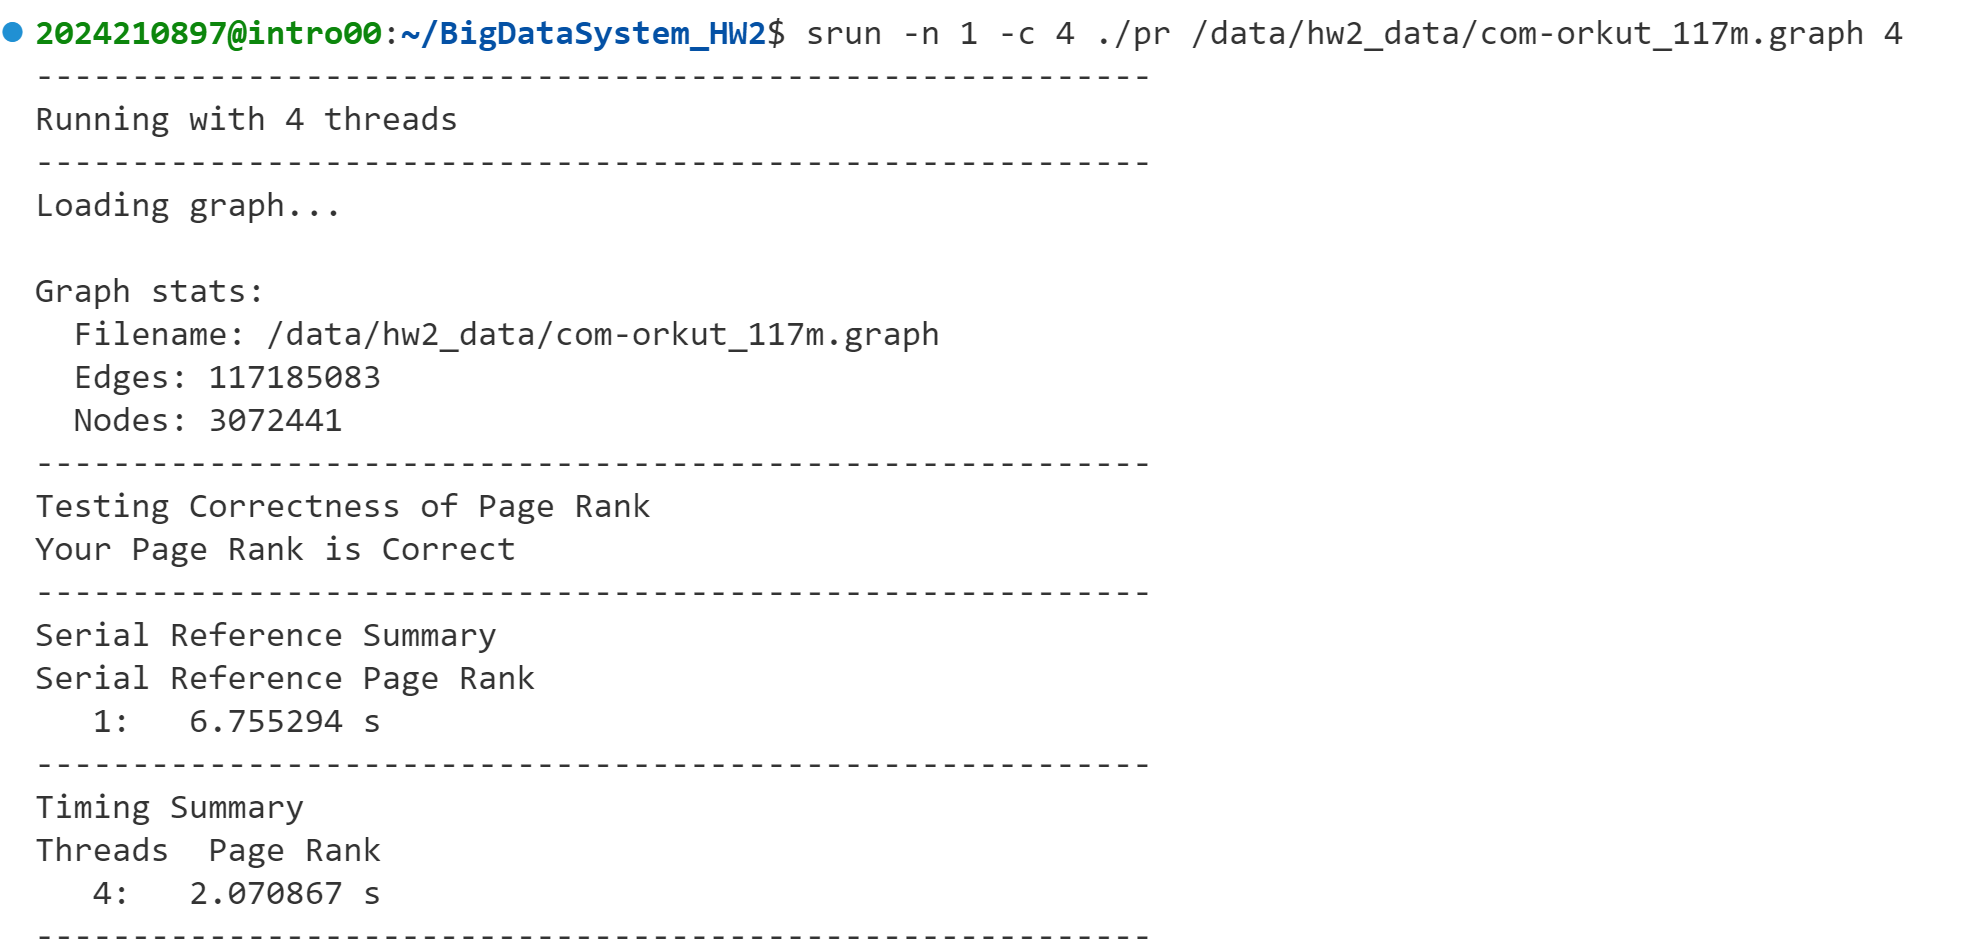 2024210897@intro00:~/BigDataSystem_HW2$ srun -n 1 -c 4 ./pr /data/hw2_data/com-orkut_117m.graph 4
----------------------------------------------------------
Running with 4 threads
----------------------------------------------------------
Loading graph...
Graph stats:
  Filename: /data/hw2_data/com-orkut_117m.graph
  Edges: 117185083
  Nodes: 3072441
----------------------------------------------------------
Testing Correctness of Page Rank
Your Page Rank is Correct
----------------------------------------------------------
Serial Reference Summary
Serial Reference Page Rank
   1:   6.755294 s
----------------------------------------------------------
Timing Summary
Threads  Page Rank
   4:   2.070867 s
----------------------------------------------------------